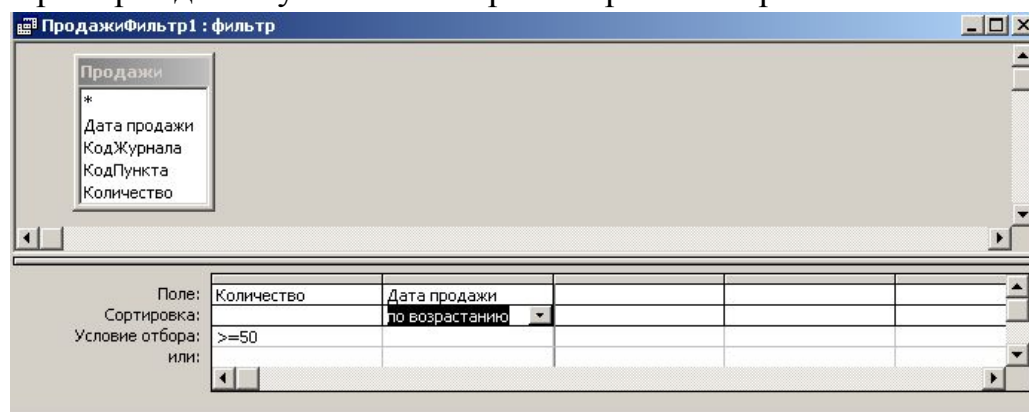 ПродажиФильтр1 : фильтр
Продажи
*
Дата продажи
КодЖурнала
КодПункта
Количество
Поле: Количество Дата продажи
Сортировка: по возрастанию
Условие отбора: >=50
или: